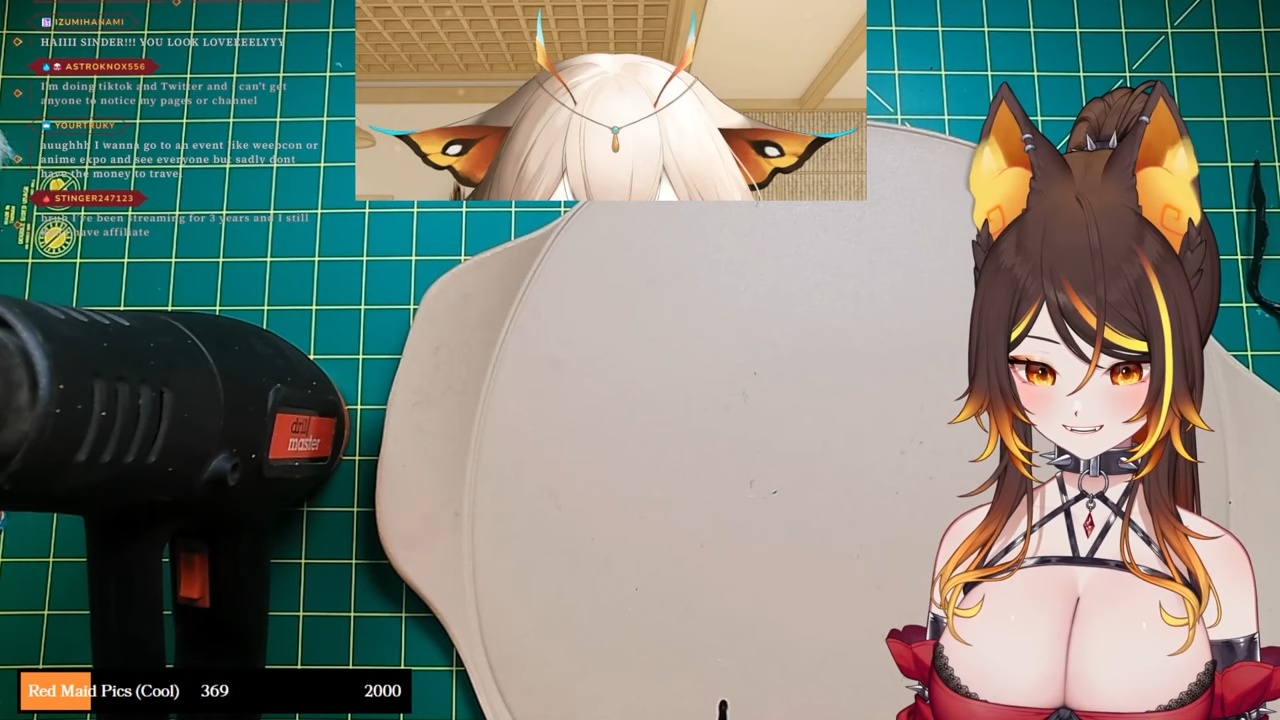 IZUMIHANAMI
HAIIII SINDER!!! YOU LOOK LOVEEEELYYY
ASTROKNOX556
I'm doing tiktok and Twitter and I can't get
anyone to notice my pages or channel
YOURTRUKY
auughhh I wanna go to an event like weebcon or
anime expo and see everyone but sadly dont
have the money to travel
STINGER247123
bruh I've been streaming for 3 years and I still
have affiliate
drill
master
Red Maid Pics (Cool) 369 2000